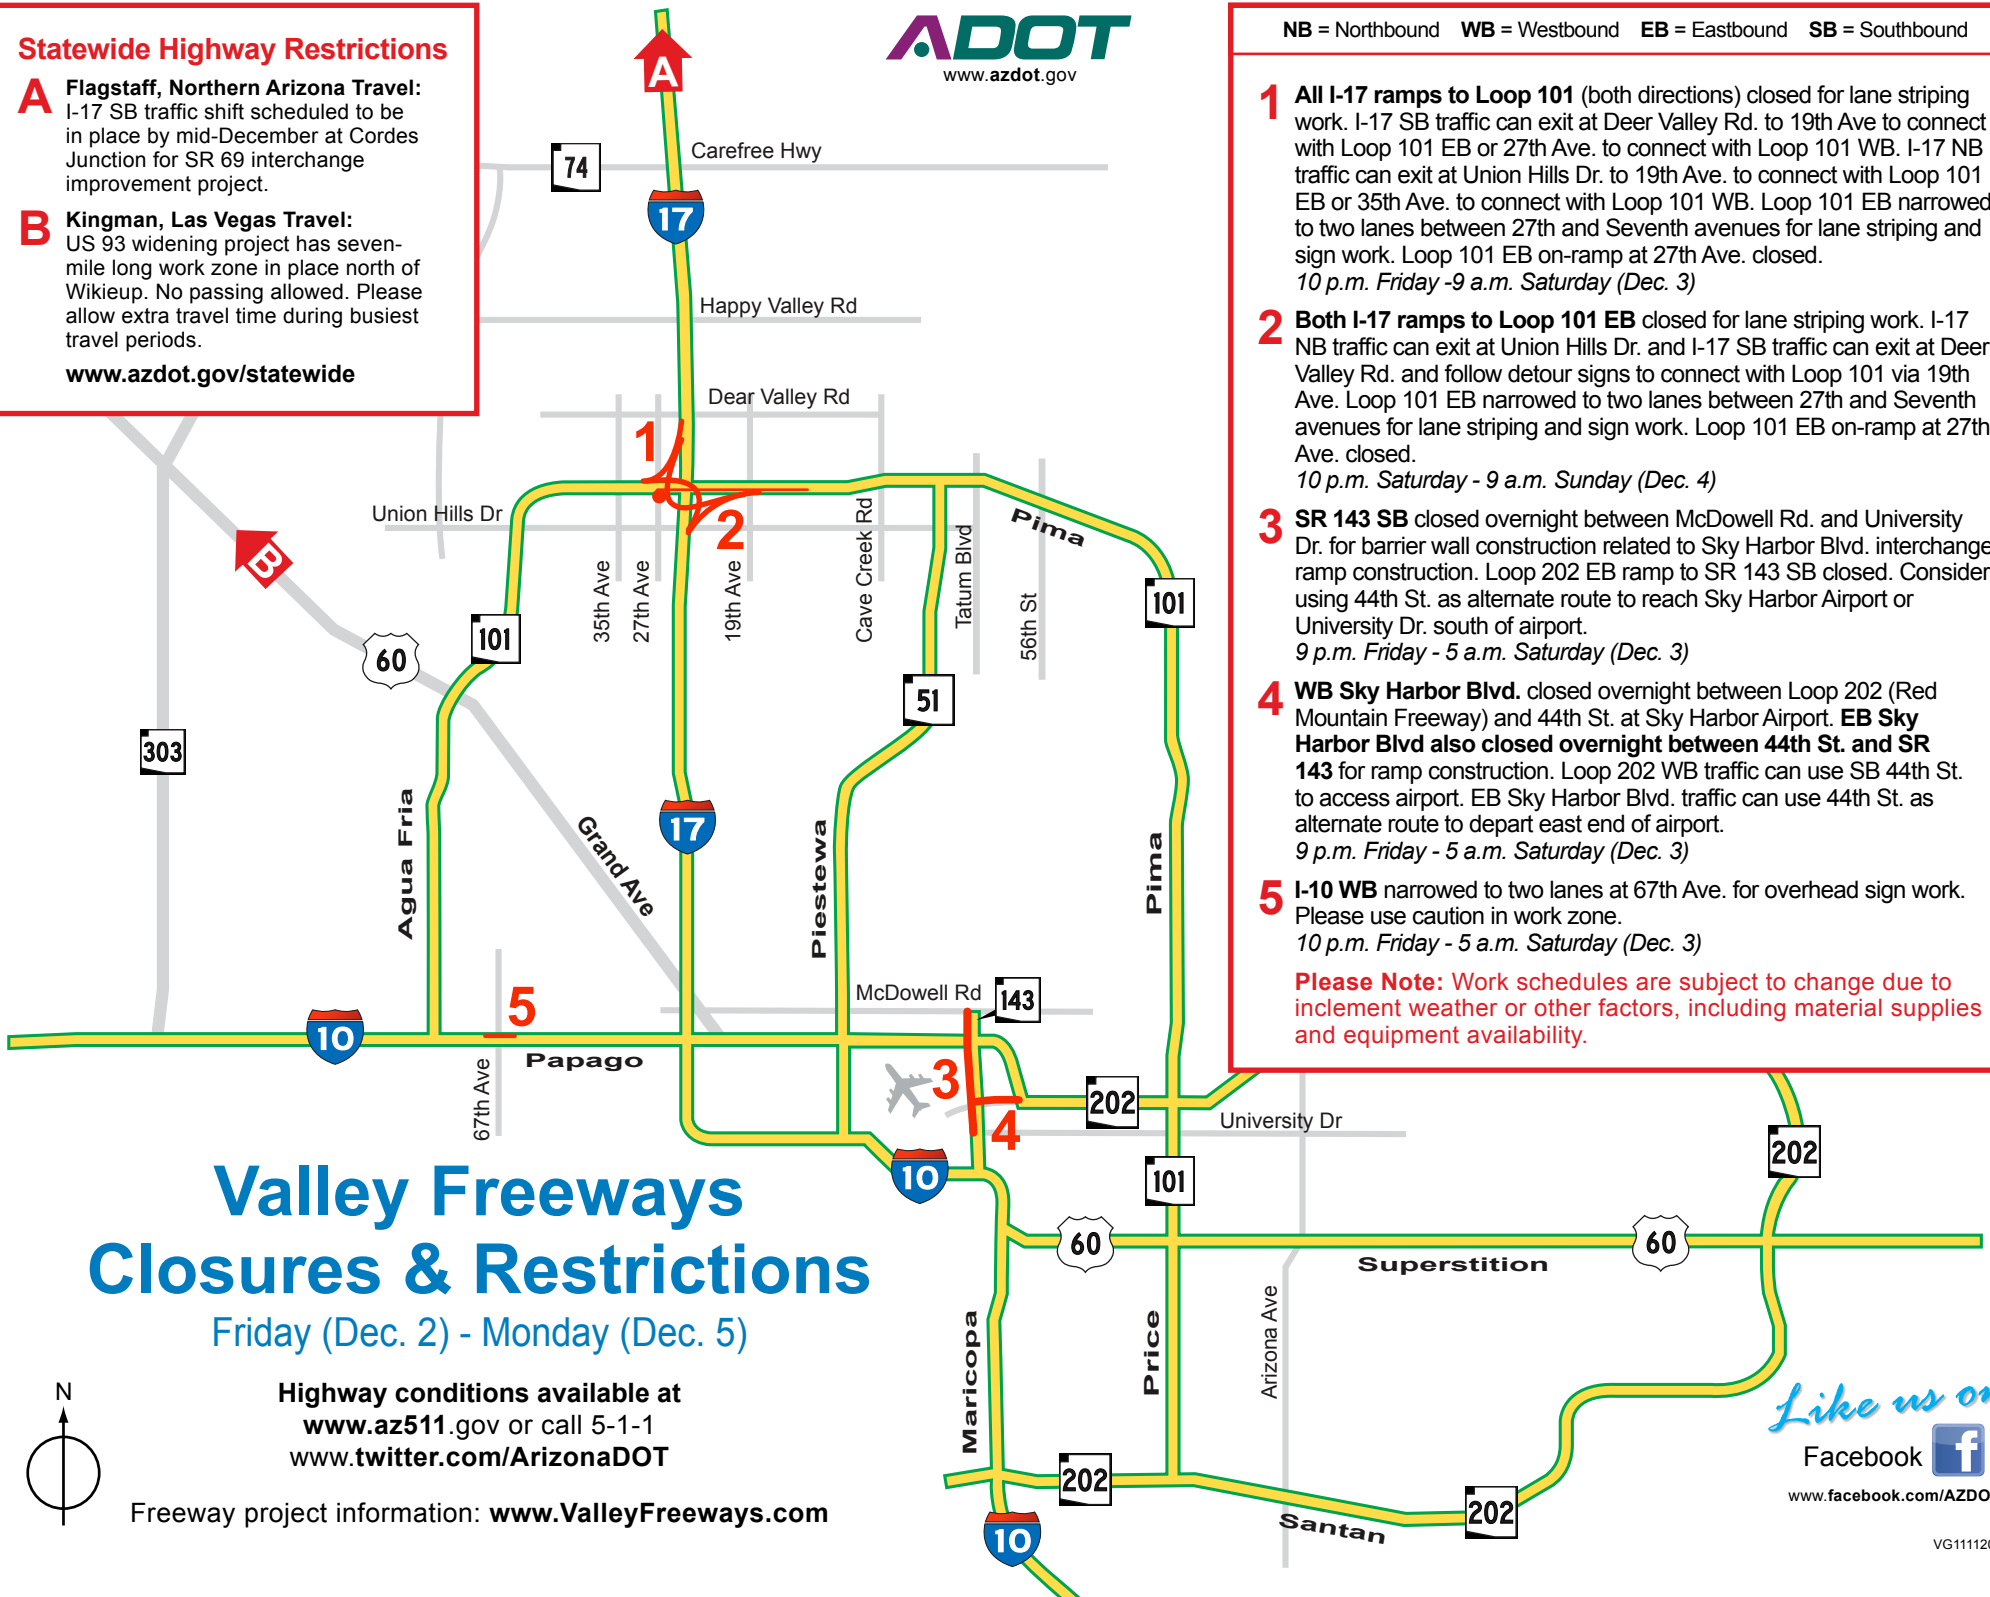 Statewide Highway Restrictions
A
Flagstaff, Northern Arizona Travel:
I-17 SB traffic shift scheduled to be
in place by mid-December at Cordes
Junction for SR 69 interchange
improvement project.
B
Kingman, Las Vegas Travel:
US 93 widening project has seven-
mile long work zone in place north of
Wikieup. No passing allowed. Please
allow extra travel time during busiest
travel periods.
www.azdot.gov/statewide
ADOT
www.azdot.gov
NB = Northbound WB = Westbound EB = Eastbound SB = Southbound
1
All I-17 ramps to Loop 101 (both directions) closed for lane striping
work. I-17 SB traffic can exit at Deer Valley Rd. to 19th Ave to connect
with Loop 101 EB or 27th Ave. to connect with Loop 101 WB. I-17 NB
traffic can exit at Union Hills Dr. to 19th Ave. to connect with Loop 101
EB or 35th Ave. to connect with Loop 101 WB. Loop 101 EB narrowed
to two lanes between 27th and Seventh avenues for lane striping and
sign work. Loop 101 EB on-ramp at 27th Ave. closed.
10 p.m. Friday -9 a.m. Saturday (Dec. 3)
2
Both I-17 ramps to Loop 101 EB closed for lane striping work. I-17
NB traffic can exit at Union Hills Dr. and I-17 SB traffic can exit at Deer
Valley Rd. and follow detour signs to connect with Loop 101 via 19th
Ave. Loop 101 EB narrowed to two lanes between 27th and Seventh
avenues for lane striping and sign work. Loop 101 EB on-ramp at 27th
Ave. closed.
10 p.m. Saturday - 9 a.m. Sunday (Dec. 4)
3
SR 143 SB closed overnight between McDowell Rd. and University
Dr. for barrier wall construction related to Sky Harbor Blvd. interchange
ramp construction. Loop 202 EB ramp to SR 143 SB closed. Consider
using 44th St. as alternate route to reach Sky Harbor Airport or
University Dr. south of airport.
9 p.m. Friday - 5 a.m. Saturday (Dec. 3)
4
WB Sky Harbor Blvd. closed overnight between Loop 202 (Red
Mountain Freeway) and 44th St. at Sky Harbor Airport. EB Sky
Harbor Blvd also closed overnight between 44th St. and SR
143 for ramp construction. Loop 202 WB traffic can use SB 44th St.
to access airport. EB Sky Harbor Blvd. traffic can use 44th St. as
alternate route to depart east end of airport.
9 p.m. Friday - 5 a.m. Saturday (Dec. 3)
5
I-10 WB narrowed to two lanes at 67th Ave. for overhead sign work.
Please use caution in work zone.
10 p.m. Friday - 5 a.m. Saturday (Dec. 3)
Please Note: Work schedules are subject to change due to
inclement weather or other factors, including material supplies
and equipment availability.
A
74
Carefree Hwy
17
Happy Valley Rd
Dear Valley Rd
1
Union Hills Dr
2
Pima
B
35th Ave
27th Ave
19th Ave
Cave Creek Rd
Tatum Blvd
56th St
101
101
60
51
303
17
Agua Fria
Grand Ave
Piestewa
Pima
5
McDowell Rd
143
10
Papago
67th Ave
3
202
4
University Dr
202
10
101
60
60
Superstition
Maricopa
Price
Arizona Ave
202
Santan
202
10
Valley Freeways
Closures & Restrictions
Friday (Dec. 2) - Monday (Dec. 5)
N
Highway conditions available at
www.az511.gov or call 5-1-1
www.twitter.com/ArizonaDOT
Freeway project information: www.ValleyFreeways.com
Like us on
Facebook
f
www.facebook.com/AZDO
VG11112